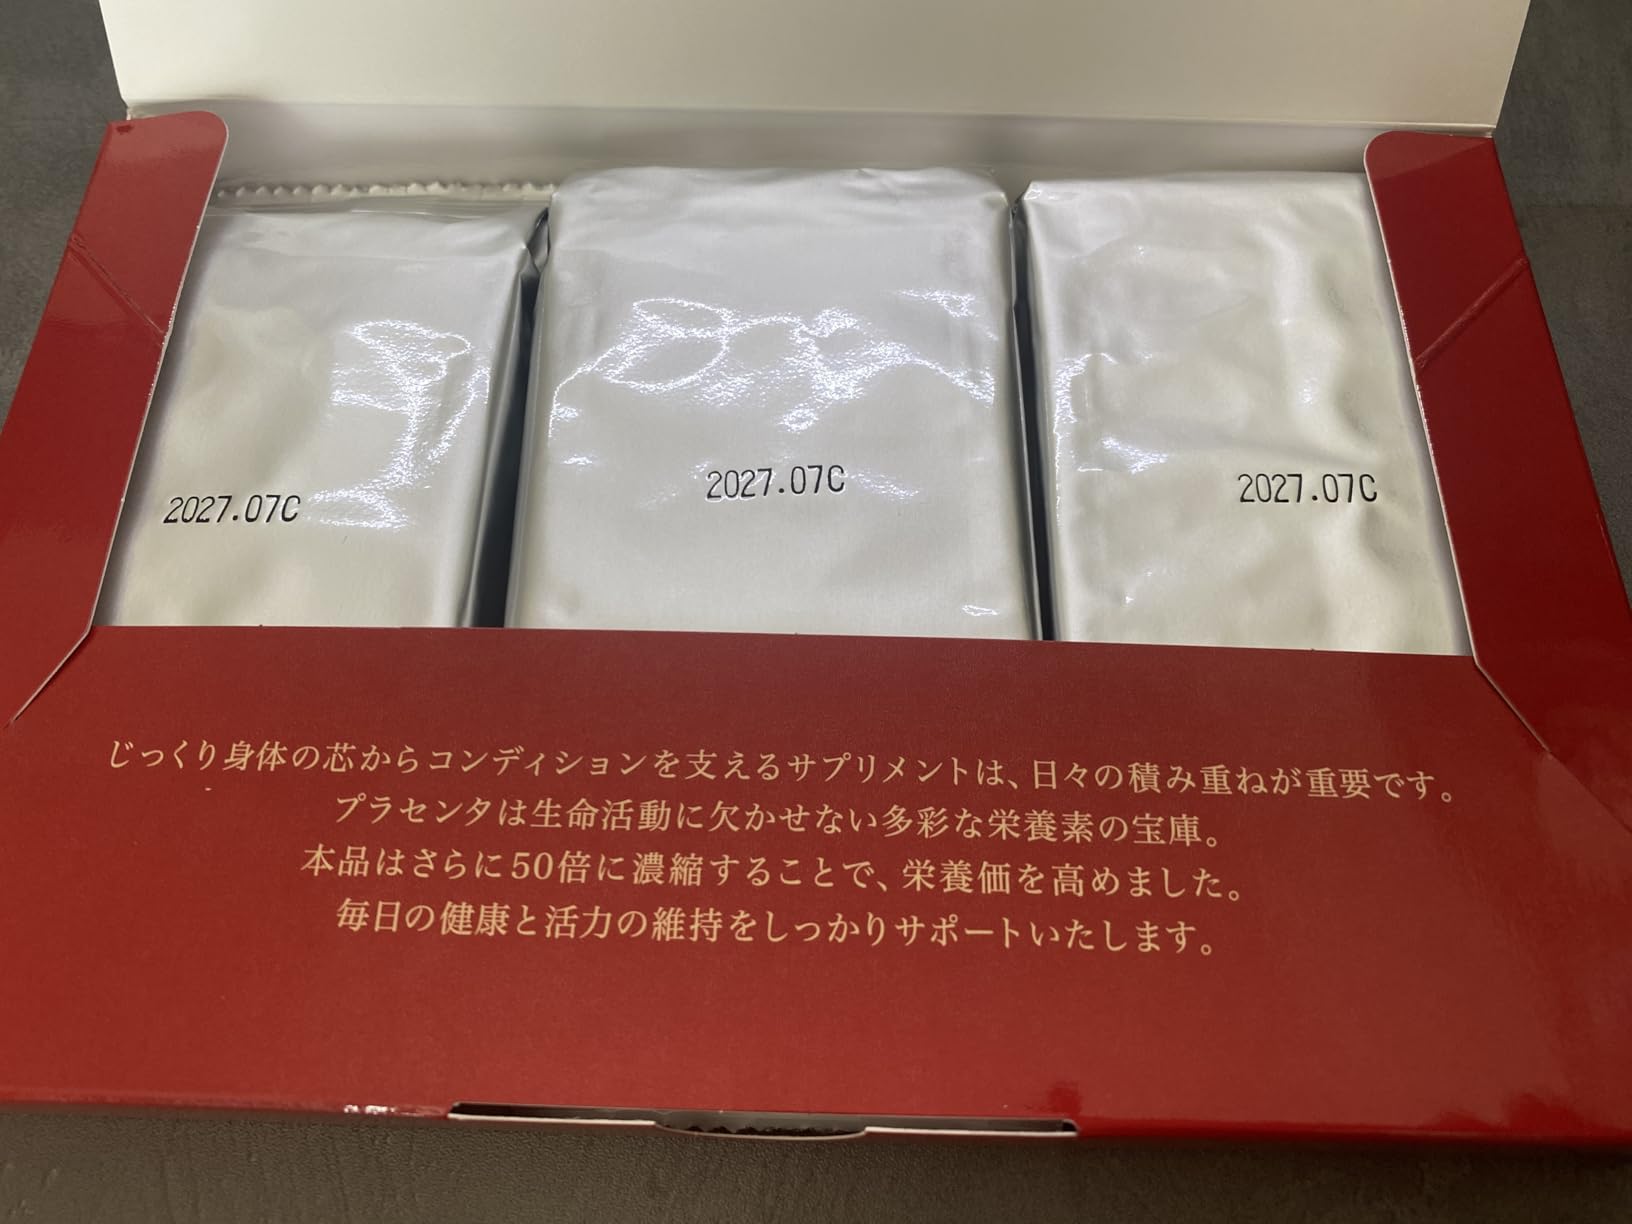 2027.07C
2027.07C
2027.07C
じっくり身体の芯からコンディションを支えるサプリメントは、日々の積み重ねが重要です。
プラセンタは生命活動に欠かせない多彩な栄養素の宝庫。
本品はさらに50倍に濃縮することで、栄養価を高めました。
毎日の健康と活力の維持をしっかりサポートいたします。